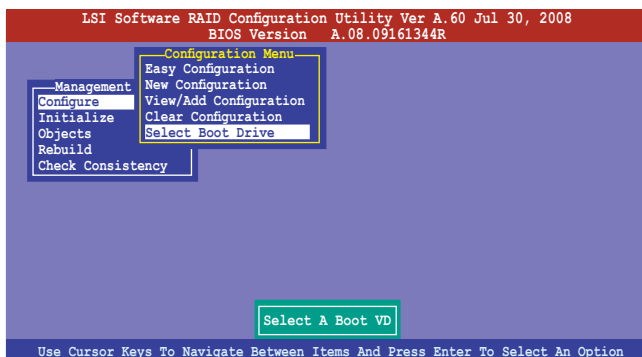 LSI Software RAID Configuration Utility Ver A.60 Jul 30, 2008
BIOS Version A.08.09161344R
Configuration Menu
Easy Configuration
New Configuration
View/Add Configuration
Clear Configuration
Select Boot Drive
Management
Configure
Initialize
Objects
Rebuild
Check Consistency
Select A Boot VD
Use Cursor Keys To Navigate Between Items And Press Enter To Select An Option